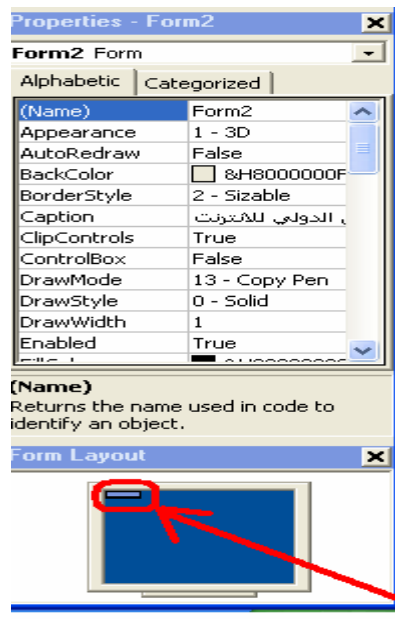 Properties - Form2
Form2 Form
Alphabetic Categorized
(Name) Form2
Appearance 1 - 3D
AutoRedraw False
BackColor &H8000000F
BorderStyle 2 - Sizable
Caption الدولي للانترنت
ClipControls True
ControlBox False
DrawMode 13 - Copy Pen
DrawStyle 0 - Solid
DrawWidth 1
Enabled True
(Name)
Returns the name used in code to
identify an object.
Form Layout